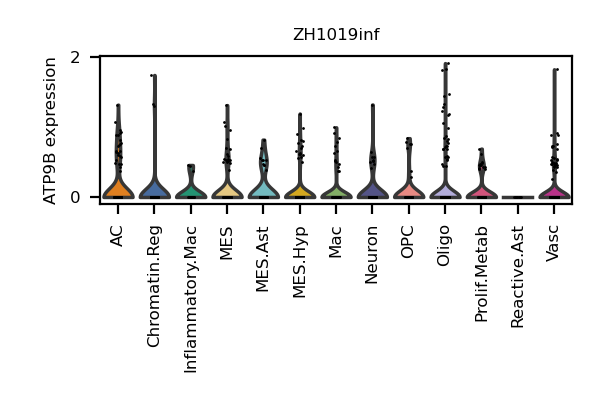 ZH1019inf
ATP9B expression
2
0
AC
Chromatin.Reg
Inflammatory.Mac
MES
MES.Ast
MES.Hyp
Mac
Neuron
OPC
Oligo
Prolif.Metab
Reactive.Ast
Vasc